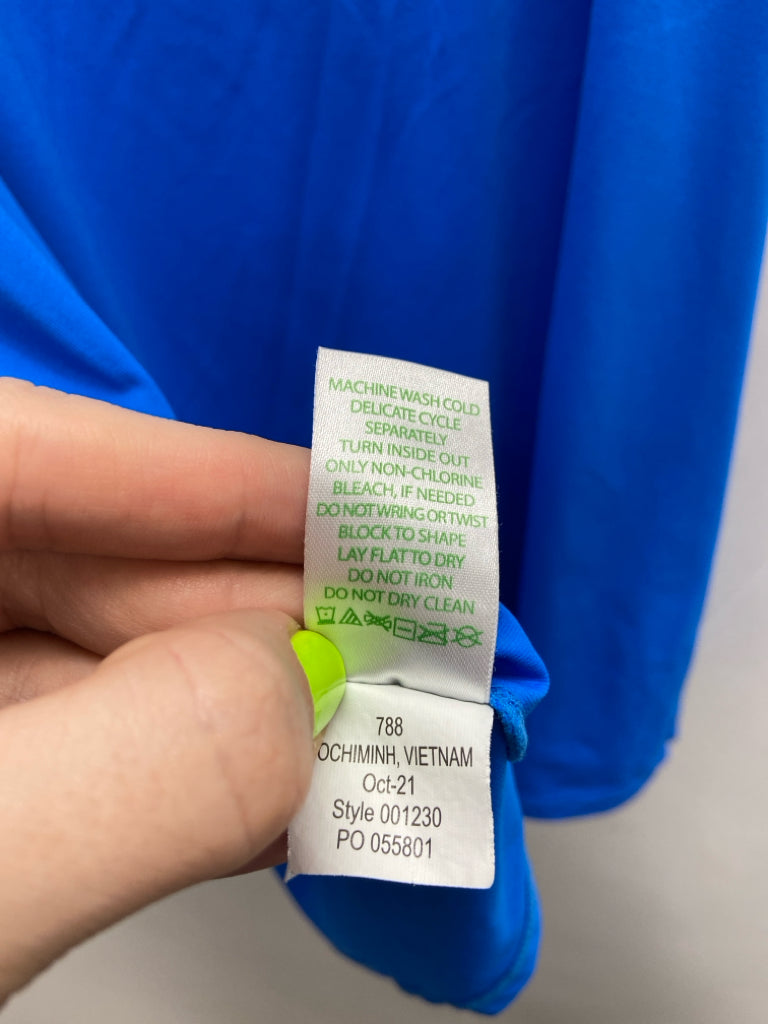 MACHINE WASH COLD
DELICATE CYCLE
SEPARATELY
TURN INSIDE OUT
ONLY NON-CHLORINE
BLEACH, IF NEEDED
DO NOT WRING OR TWIST
BLOCK TO SHAPE
LAY FLAT TO DRY
DO NOT IRON
DO NOT DRY CLEAN
788
OCHIMINH, VIETNAM
Oct-21
Style 001230
PO 055801